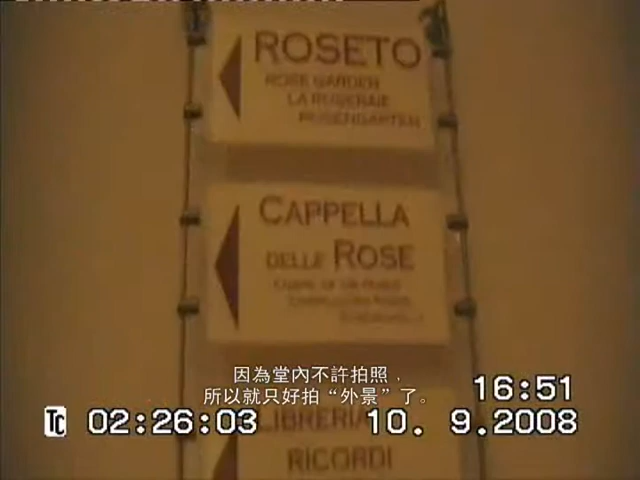 ROSETO
ROSE GARDEN
LA ROSERAIE
ROSENGARTEN
CAPPELLA
DELLE ROSE
因為堂內不許拍照，
所以就只好拍“外景”了。
16:51
TC 02:26:03
10. 9.2008
LIBRERIA
RICORDI